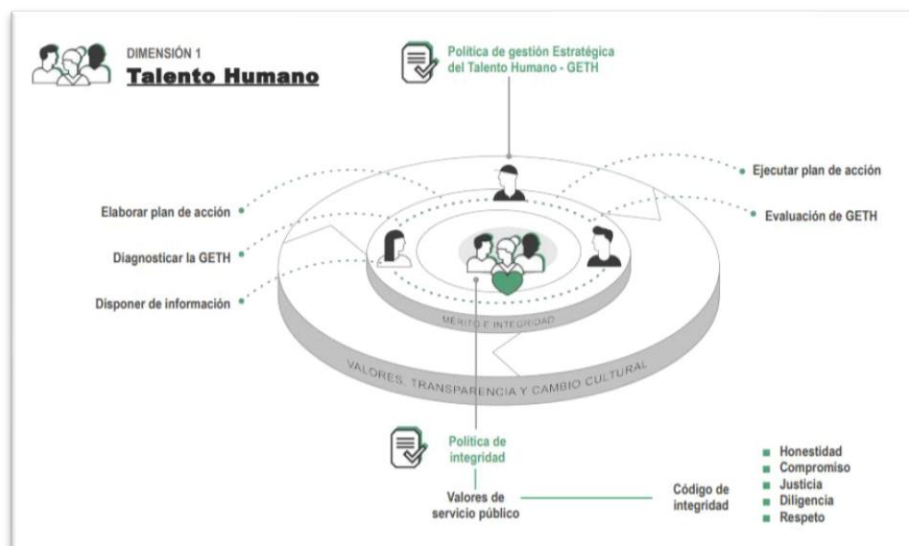 DIMENSIÓN 1
Talento Humano
Política de gestión Estratégica
del Talento Humano - GETH
Ejecutar plan de acción
Elaborar plan de acción
Evaluación de GETH
Diagnosticar la GETH
Disponer de información
MÉRITO E INTEGRIDAD
VALORES, TRANSPARENCIA Y CAMBIO CULTURAL
Política de
integridad
Valores de
servicio público
Código de
integridad
Honestidad
Compromiso
Justicia
Diligencia
Respeto